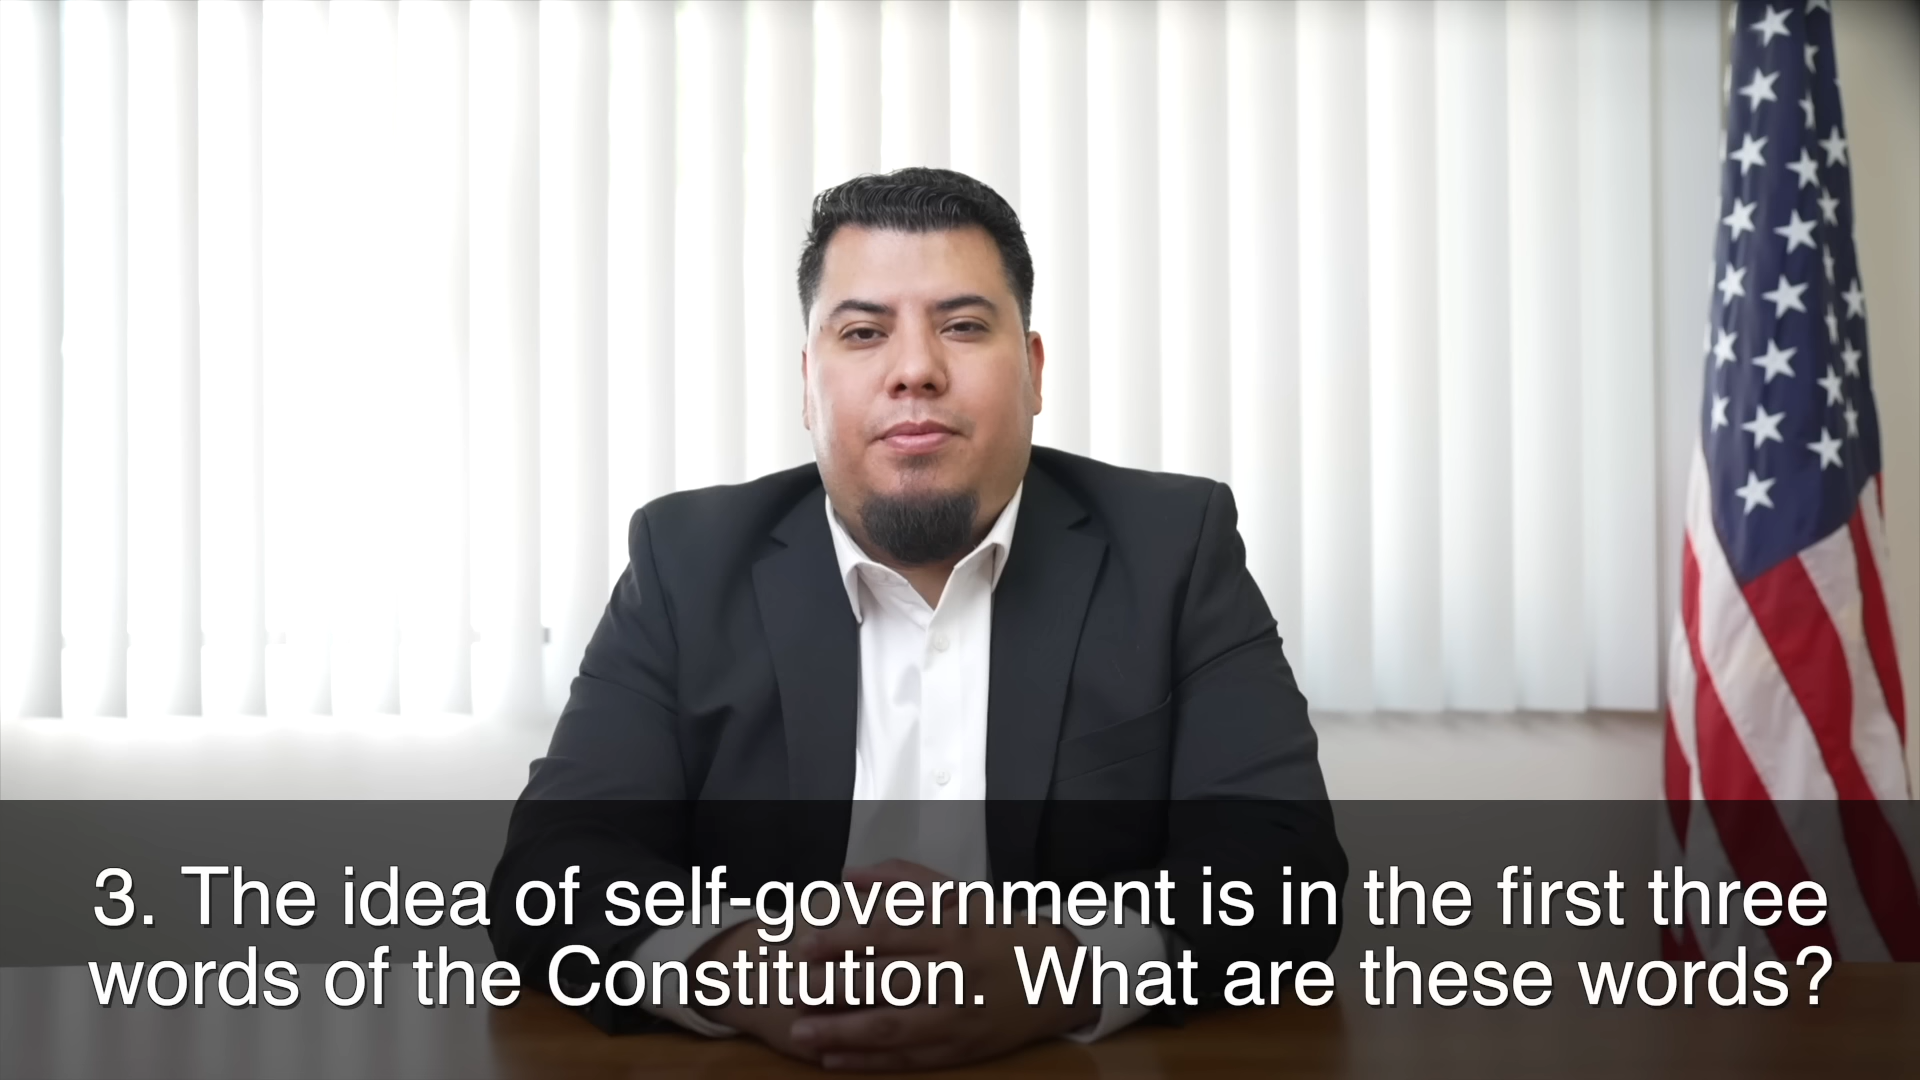 3. The idea of self-government is in the first three
words of the Constitution. What are these words?